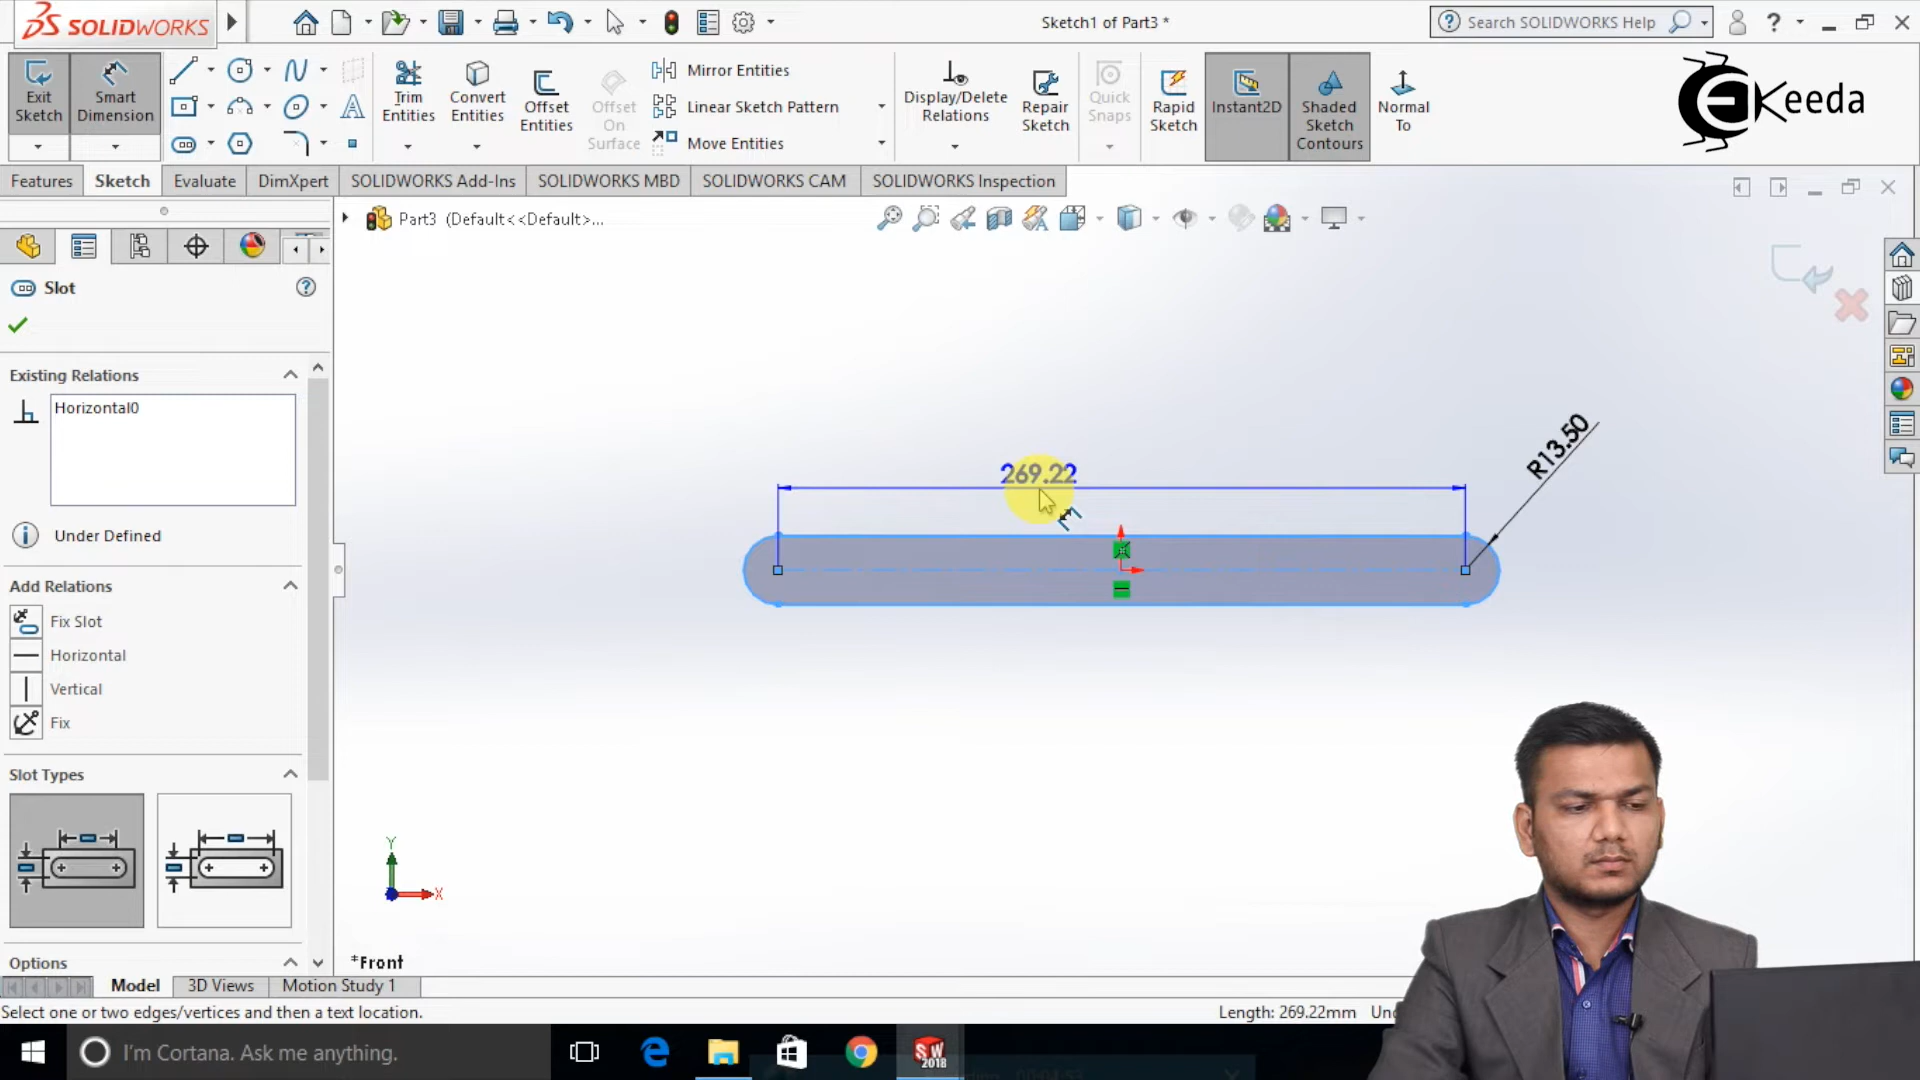 SOLIDWORKS
Sketch1 of Part3 *
Search SOLIDWORKS Help
Exit Sketch
Smart Dimension
Trim Entities
Convert Entities
Offset Entities
Offset On Surface
Mirror Entities
Linear Sketch Pattern
Move Entities
Display/Delete Relations
Repair Sketch
Quick Snaps
Rapid Sketch
Instant2D
Shaded Sketch Contours
Normal To
Ekeeda
Features
Sketch
Evaluate
DimXpert
SOLIDWORKS Add-Ins
SOLIDWORKS MBD
SOLIDWORKS CAM
SOLIDWORKS Inspection
Part3 (Default<<Default>...
Slot
Existing Relations
Horizontal0
Under Defined
Add Relations
Fix Slot
Horizontal
Vertical
Fix
Slot Types
Options
269.22
R13.50
Y
X
*Front
Model
3D Views
Motion Study 1
Select one or two edges/vertices and then a text location.
Length: 269.22mm
I'm Cortana. Ask me anything.
SW
2018